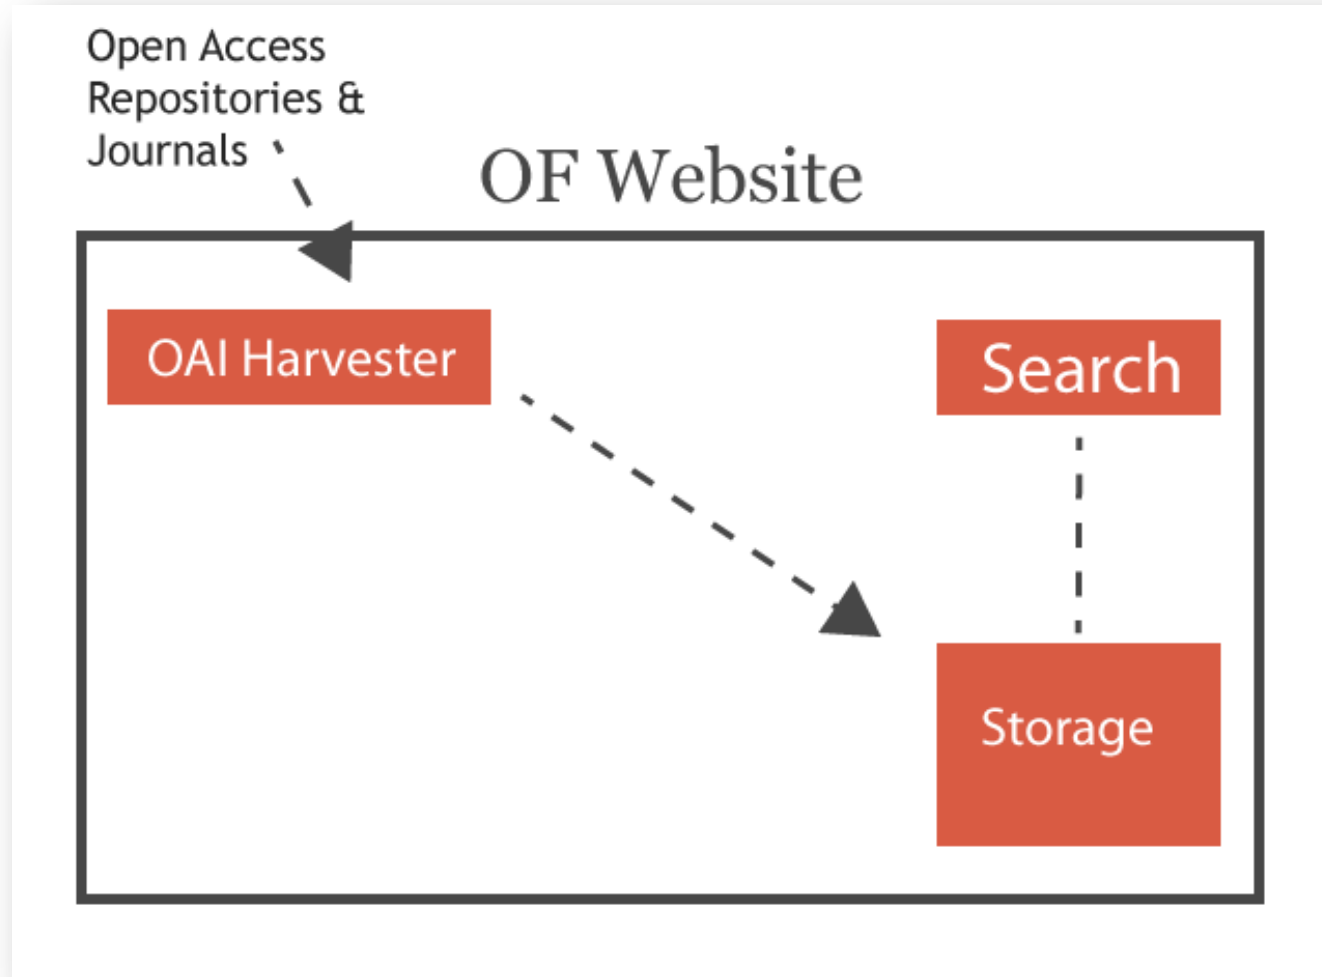 Open Access
Repositories &
Journals
OF Website
OAI Harvester
Search
Storage